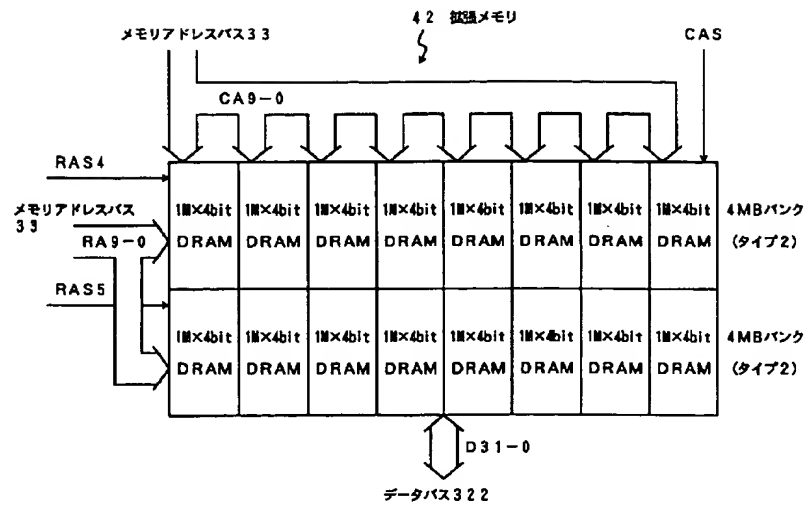 42 拡張メモリ
メモリアドレスバス33
CAS
CA9-0
RAS4
1M×4bit 1M×4bit 1M×4bit 1M×4bit 1M×4bit 1M×4bit 1M×4bit 1M×4bit
DRAM DRAM DRAM DRAM DRAM DRAM DRAM DRAM
4MBバンク
(タイプ2)
メモリアドレスバス
33
RA9-0
RAS5
1M×4bit 1M×4bit 1M×4bit 1M×4bit 1M×4bit 1M×4bit 1M×4bit 1M×4bit
DRAM DRAM DRAM DRAM DRAM DRAM DRAM DRAM
4MBバンク
(タイプ2)
D31-0
データバス322